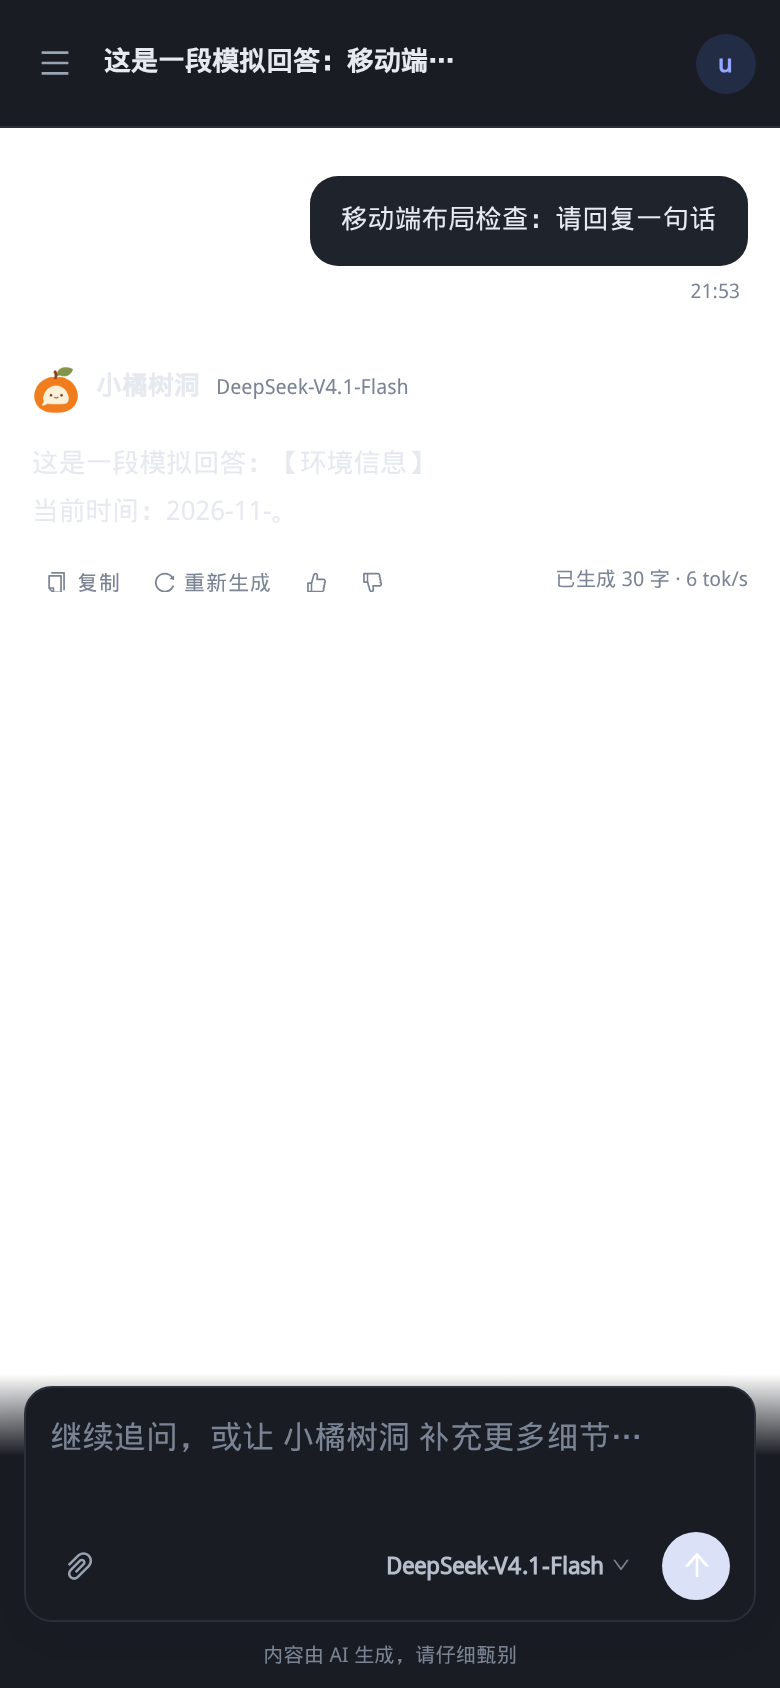 这是一段模拟回答：移动端…
u
移动端布局检查：请回复一句话
21:53
小橘树洞 DeepSeek-V4.1-Flash
这是一段模拟回答：【环境信息】
当前时间：2026-11-。
复制 重新生成 已生成 30 字 · 6 tok/s
继续追问，或让 小橘树洞 补充更多细节…
DeepSeek-V4.1-Flash
内容由 AI 生成，请仔细甄别